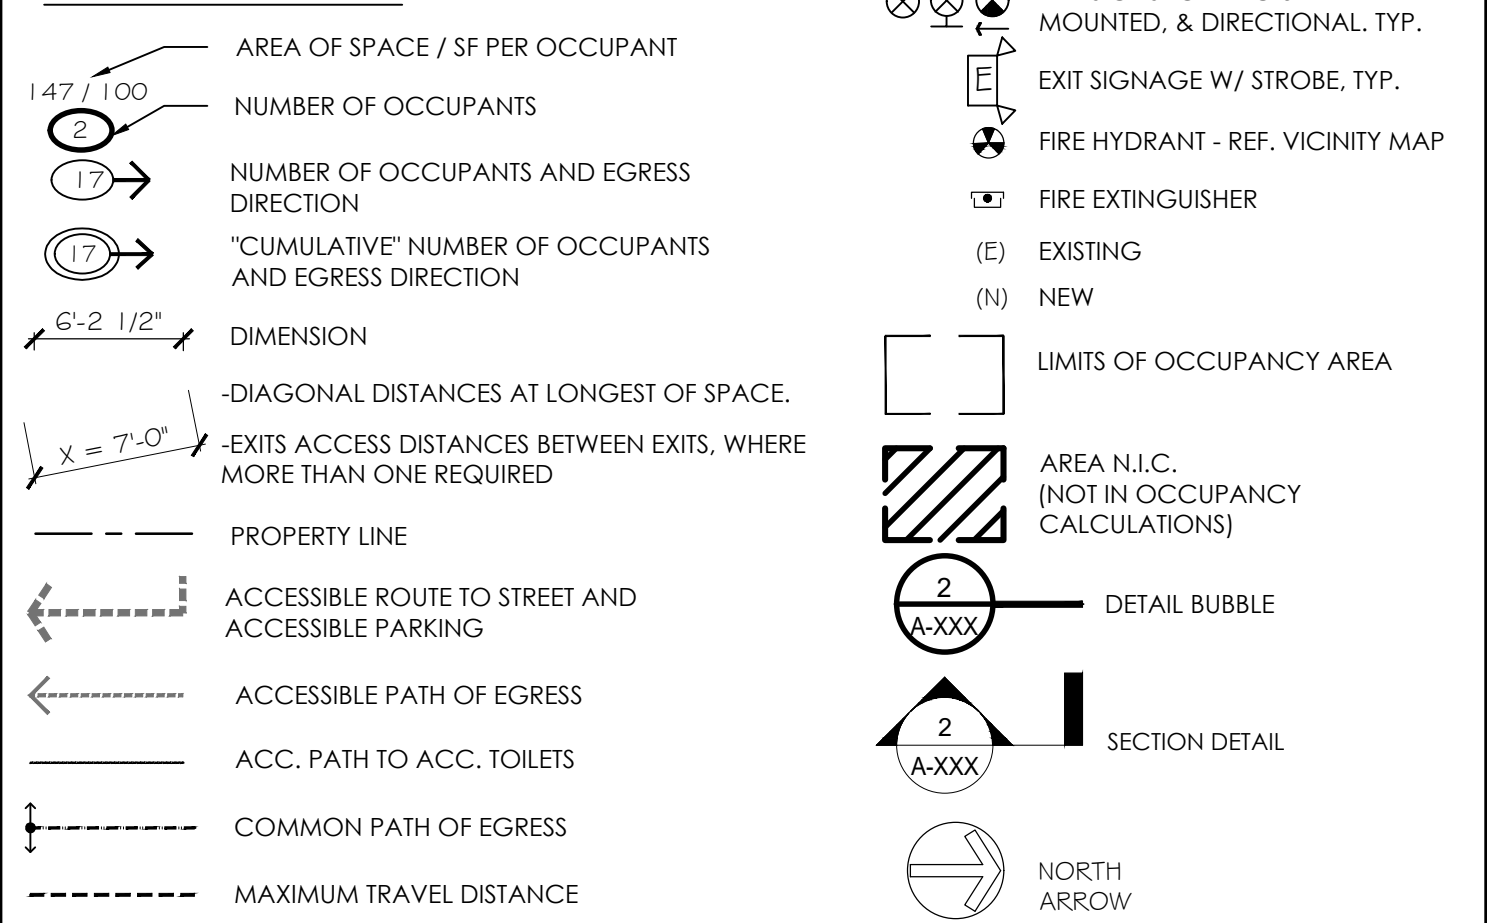 AREA OF SPACE / SF PER OCCUPANT
147 / 100
NUMBER OF OCCUPANTS
2
17
NUMBER OF OCCUPANTS AND EGRESS
DIRECTION
17
"CUMULATIVE" NUMBER OF OCCUPANTS
AND EGRESS DIRECTION
6'-2 1/2"
DIMENSION
-DIAGONAL DISTANCES AT LONGEST OF SPACE.
X = 7'-0"
-EXITS ACCESS DISTANCES BETWEEN EXITS, WHERE
MORE THAN ONE REQUIRED
PROPERTY LINE
ACCESSIBLE ROUTE TO STREET AND
ACCESSIBLE PARKING
ACCESSIBLE PATH OF EGRESS
ACC. PATH TO ACC. TOILETS
COMMON PATH OF EGRESS
MAXIMUM TRAVEL DISTANCE
MOUNTED, & DIRECTIONAL. TYP.
E
EXIT SIGNAGE W/ STROBE, TYP.
FIRE HYDRANT - REF. VICINITY MAP
FIRE EXTINGUISHER
(E) EXISTING
(N) NEW
LIMITS OF OCCUPANCY AREA
AREA N.I.C.
(NOT IN OCCUPANCY
CALCULATIONS)
2
A-XXX
DETAIL BUBBLE
2
A-XXX
SECTION DETAIL
NORTH
ARROW